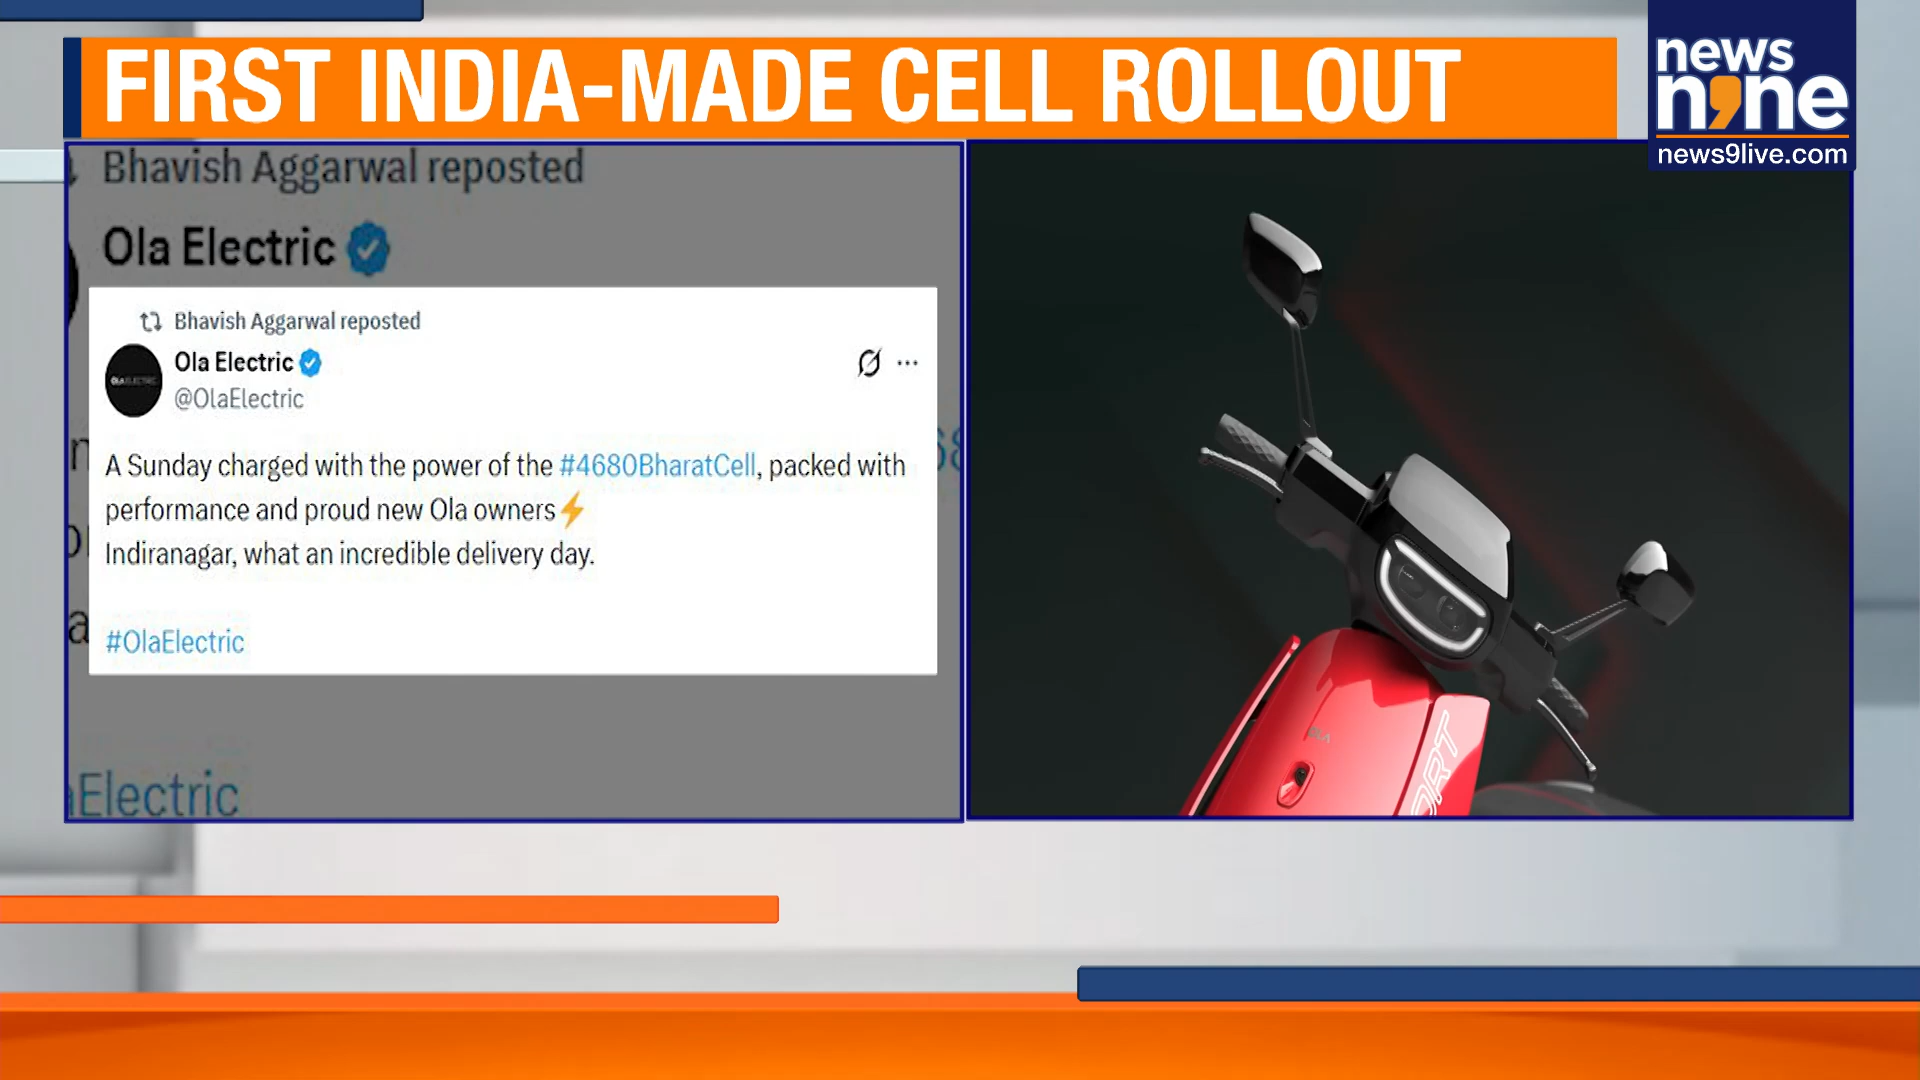 FIRST INDIA-MADE CELL ROLLOUT
news
nine
news9live.com
Bhavish Aggarwal reposted
Ola Electric
Bhavish Aggarwal reposted
Ola Electric
@OlaElectric
A Sunday charged with the power of the #4680BharatCell, packed with
performance and proud new Ola owners⚡
Indiranagar, what an incredible delivery day.
#OlaElectric
Electric
OLA